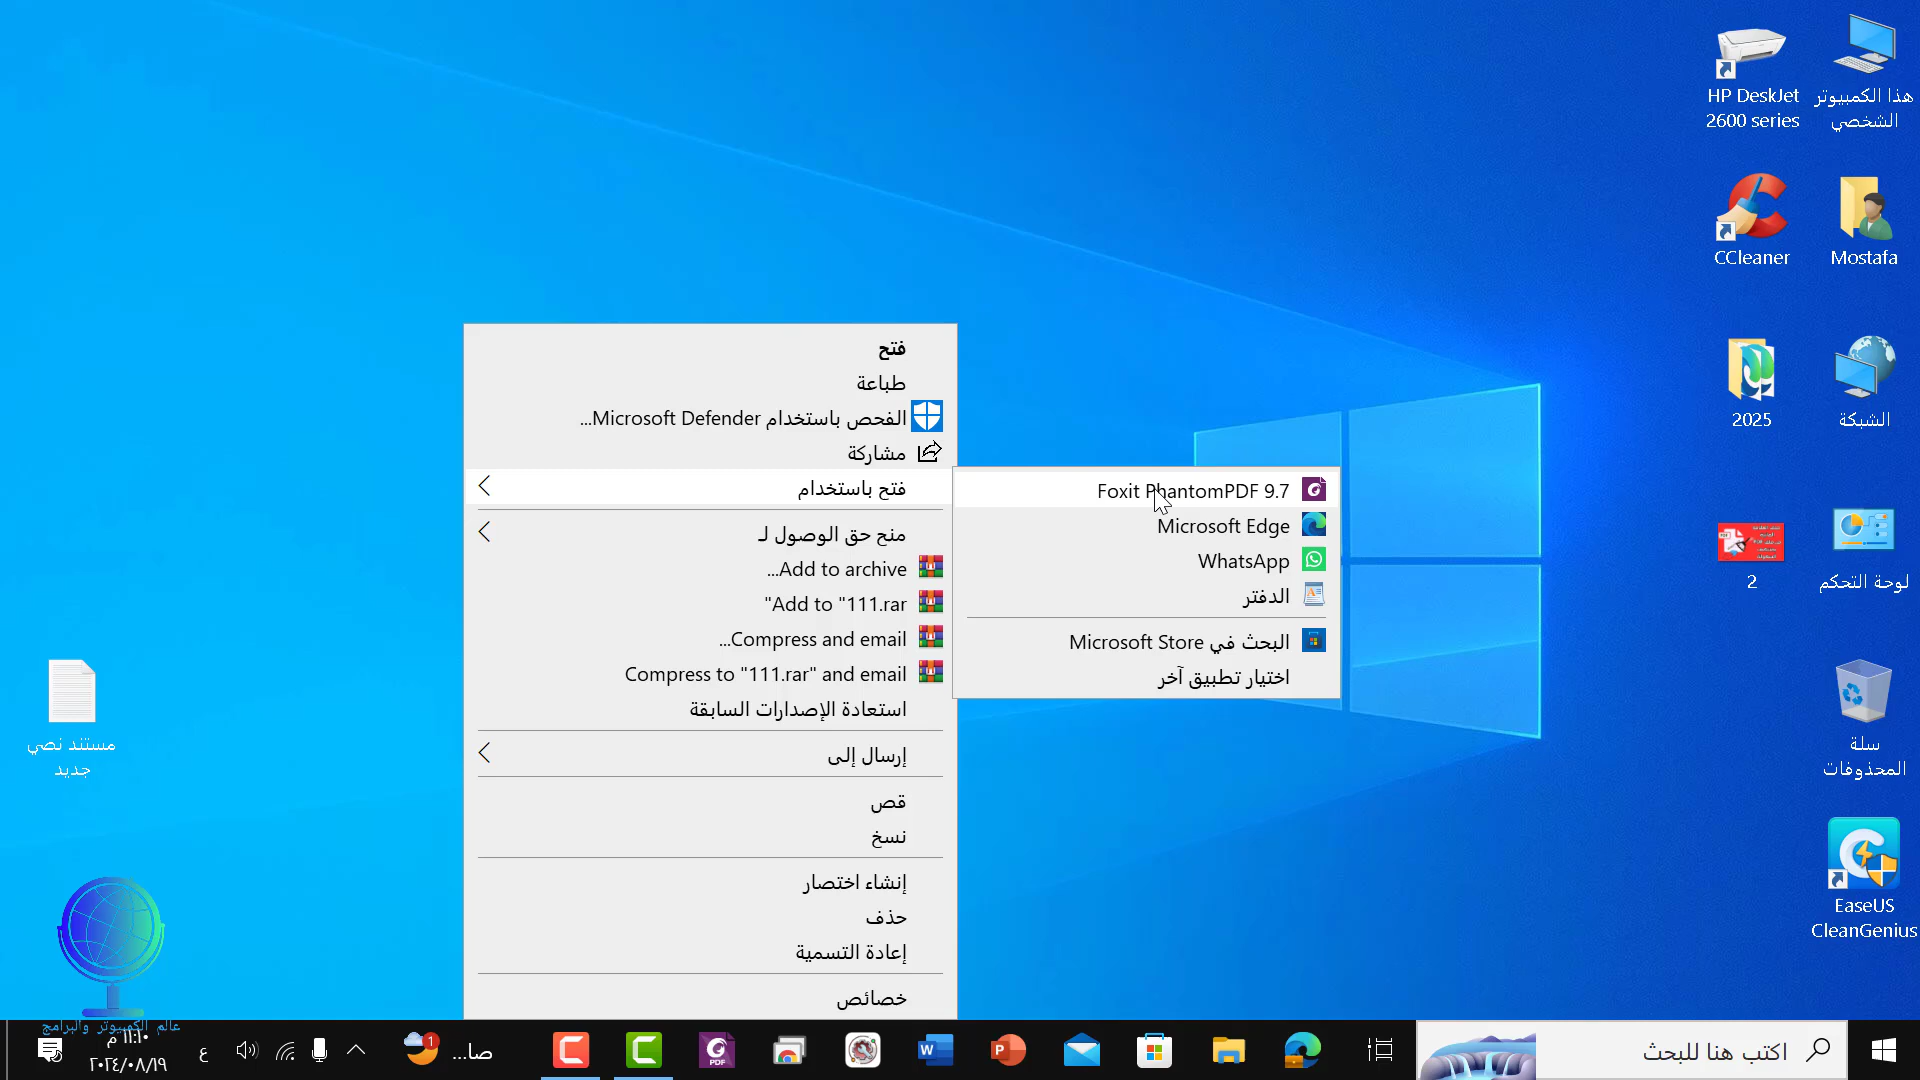 هذا الكمبيوتر
الشخصي
HP DeskJet
2600 series
Mostafa
CCleaner
الشبكة
2025
لوحة التحكم
2
سلة
المحذوفات
EaseUS
CleanGenius
مستند نصي
جديد
فتح
طباعة
الفحص باستخدام Microsoft Defender...
مشاركة
فتح باستخدام
منح حق الوصول لـ
...Add to archive
"Add to "111.rar
...Compress and email
Compress to "111.rar" and email
استعادة الإصدارات السابقة
إرسال إلى
قص
نسخ
إنشاء اختصار
حذف
إعادة التسمية
خصائص
Foxit PhantomPDF 9.7
Microsoft Edge
WhatsApp
الدفتر
البحث في Microsoft Store
اختيار تطبيق آخر
عالم الكمبيوتر والبرامج
اكتب هنا للبحث
PDF
صا...
1
ع
١١:١٠ م
٢٠٢٤/٠٨/١٩